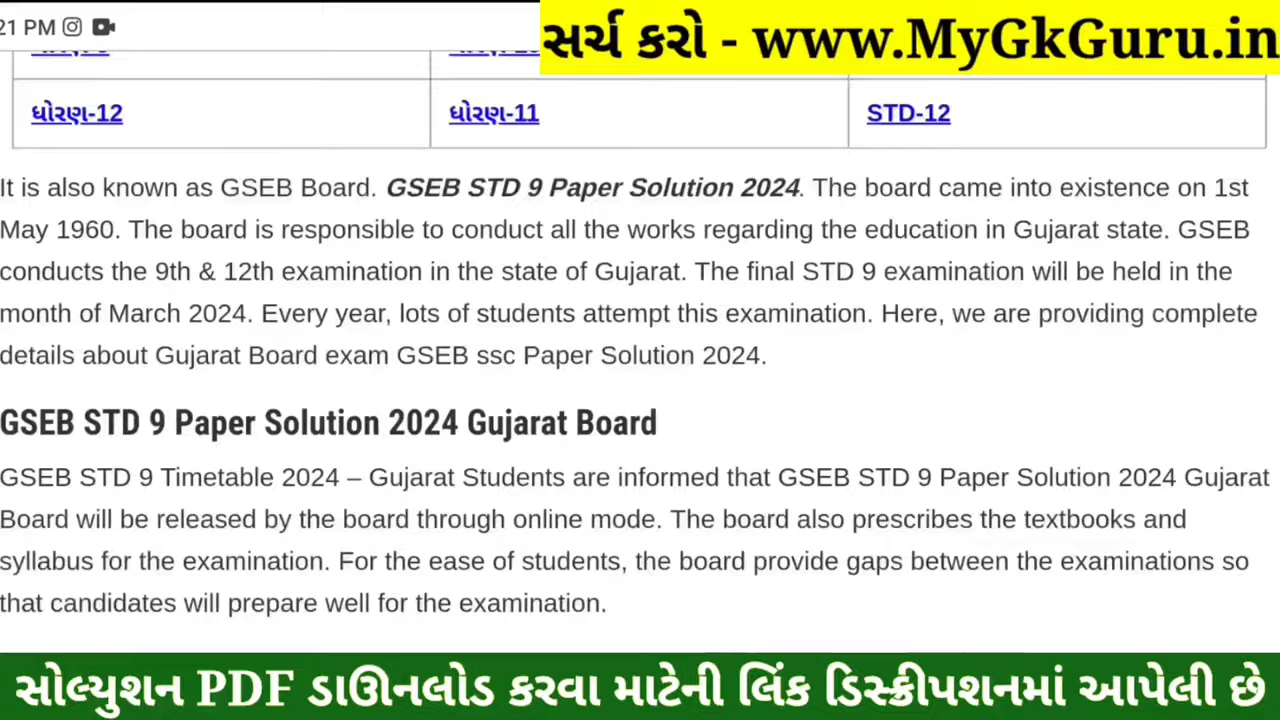 21 PM
સર્ચ કરો - www.MyGkGuru.in
ધોરણ-12 ધોરણ-11 STD-12
It is also known as GSEB Board. GSEB STD 9 Paper Solution 2024. The board came into existence on 1st
May 1960. The board is responsible to conduct all the works regarding the education in Gujarat state. GSEB
conducts the 9th & 12th examination in the state of Gujarat. The final STD 9 examination will be held in the
month of March 2024. Every year, lots of students attempt this examination. Here, we are providing complete
details about Gujarat Board exam GSEB ssc Paper Solution 2024.
GSEB STD 9 Paper Solution 2024 Gujarat Board
GSEB STD 9 Timetable 2024 – Gujarat Students are informed that GSEB STD 9 Paper Solution 2024 Gujarat
Board will be released by the board through online mode. The board also prescribes the textbooks and
syllabus for the examination. For the ease of students, the board provide gaps between the examinations so
that candidates will prepare well for the examination.
સોલ્યુશન PDF ડાઊનલોડ કરવા માટેની લિંક ડિસ્ક્રીપશનમાં આપેલી છે